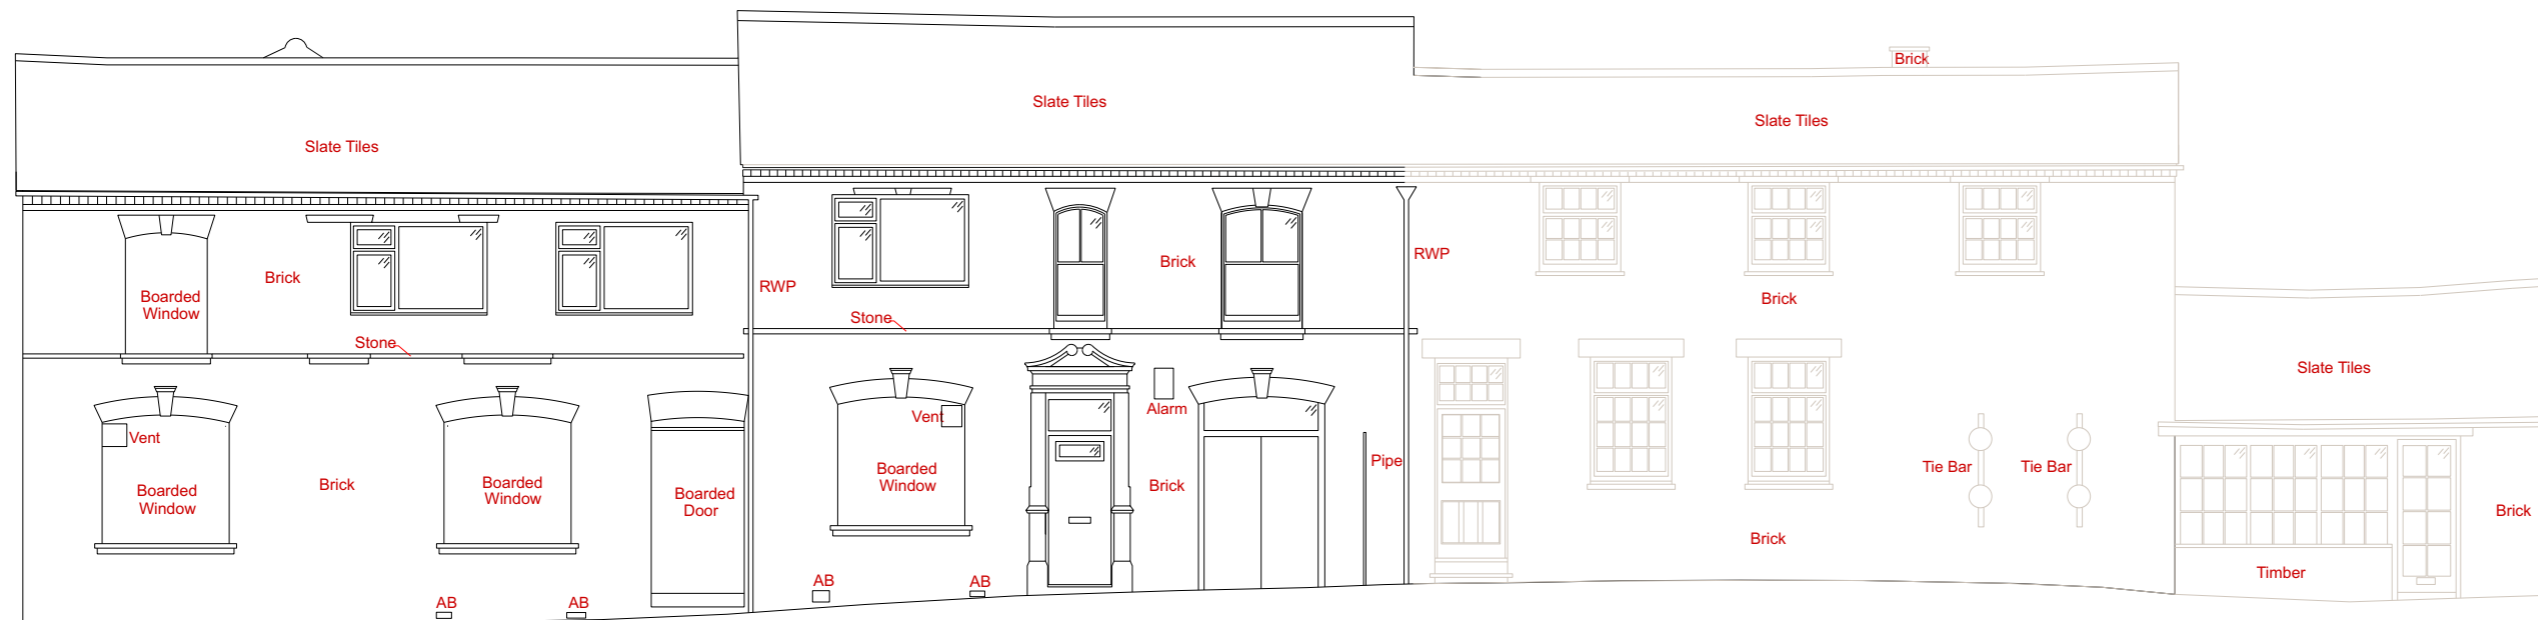 Brick
Slate Tiles
Slate Tiles
Slate Tiles
RWP
Brick
Brick
RWP
Boarded
Window
Brick
Stone
Stone
Slate Tiles
Alarm
Vent
Vent
Pipe
Boarded
Window
Tie Bar
Tie Bar
Boarded
Window
Brick
Brick
Boarded
Window
Boarded
Door
Brick
Brick
Timber
AB
AB
AB
AB